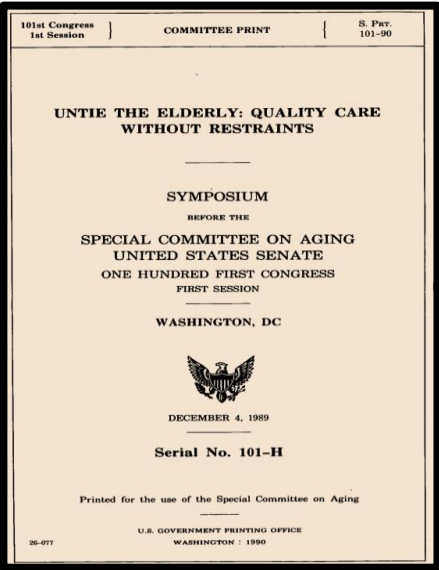 101st Congress
1st Session
COMMITTEE PRINT
S. PRT.
101-90
UNTIE THE ELDERLY: QUALITY CARE
WITHOUT RESTRAINTS
SYMPOSIUM
BEFORE THE
SPECIAL COMMITTEE ON AGING
UNITED STATES SENATE
ONE HUNDRED FIRST CONGRESS
FIRST SESSION
WASHINGTON, DC
DECEMBER 4, 1989
Serial No. 101-H
Printed for the use of the Special Committee on Aging
U.S. GOVERNMENT PRINTING OFFICE
26-077
WASHINGTON : 1990